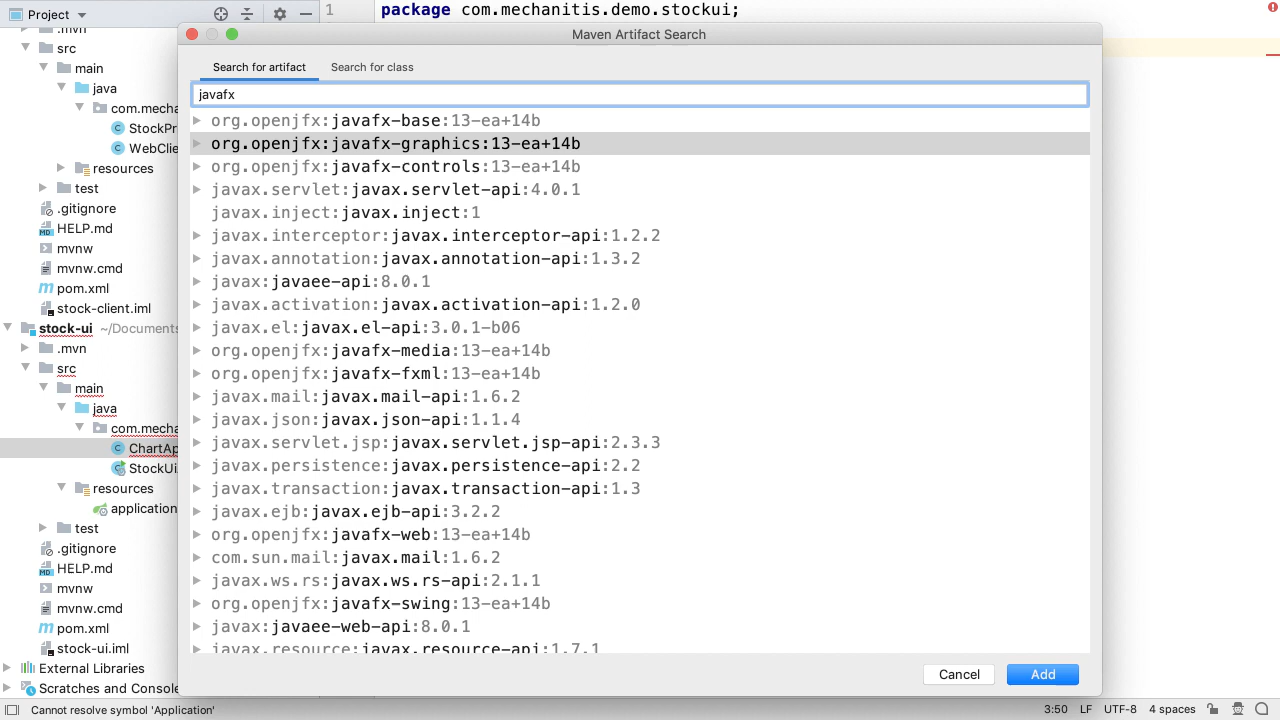 Project
1
package com.mechanitis.demo.stockui;
Maven Artifact Search
Search for artifact
Search for class
javafx
org.openjfx:javafx-base:13-ea+14b
org.openjfx:javafx-graphics:13-ea+14b
org.openjfx:javafx-controls:13-ea+14b
javax.servlet:javax.servlet-api:4.0.1
javax.inject:javax.inject:1
javax.interceptor:javax.interceptor-api:1.2.2
javax.annotation:javax.annotation-api:1.3.2
javax:javaee-api:8.0.1
javax.activation:javax.activation-api:1.2.0
javax.el:javax.el-api:3.0.1-b06
org.openjfx:javafx-media:13-ea+14b
org.openjfx:javafx-fxml:13-ea+14b
javax.mail:javax.mail-api:1.6.2
javax.json:javax.json-api:1.1.4
javax.servlet.jsp:javax.servlet.jsp-api:2.3.3
javax.persistence:javax.persistence-api:2.2
javax.transaction:javax.transaction-api:1.3
javax.ejb:javax.ejb-api:3.2.2
org.openjfx:javafx-web:13-ea+14b
com.sun.mail:javax.mail:1.6.2
javax.ws.rs:javax.ws.rs-api:2.1.1
org.openjfx:javafx-swing:13-ea+14b
javax:javaee-web-api:8.0.1
javax.resource:javax.resource-api:1.7.1
Cancel
Add
.mvn
src
main
java
com.mecha
StockPr
WebClie
resources
test
.gitignore
HELP.md
mvnw
mvnw.cmd
pom.xml
stock-client.iml
stock-ui ~/Documents
.mvn
src
main
java
com.mecha
ChartAp
StockUi
resources
application
test
.gitignore
HELP.md
mvnw
mvnw.cmd
pom.xml
stock-ui.iml
External Libraries
Scratches and Console
Cannot resolve symbol 'Application'
3:50 LF UTF-8 4 spaces